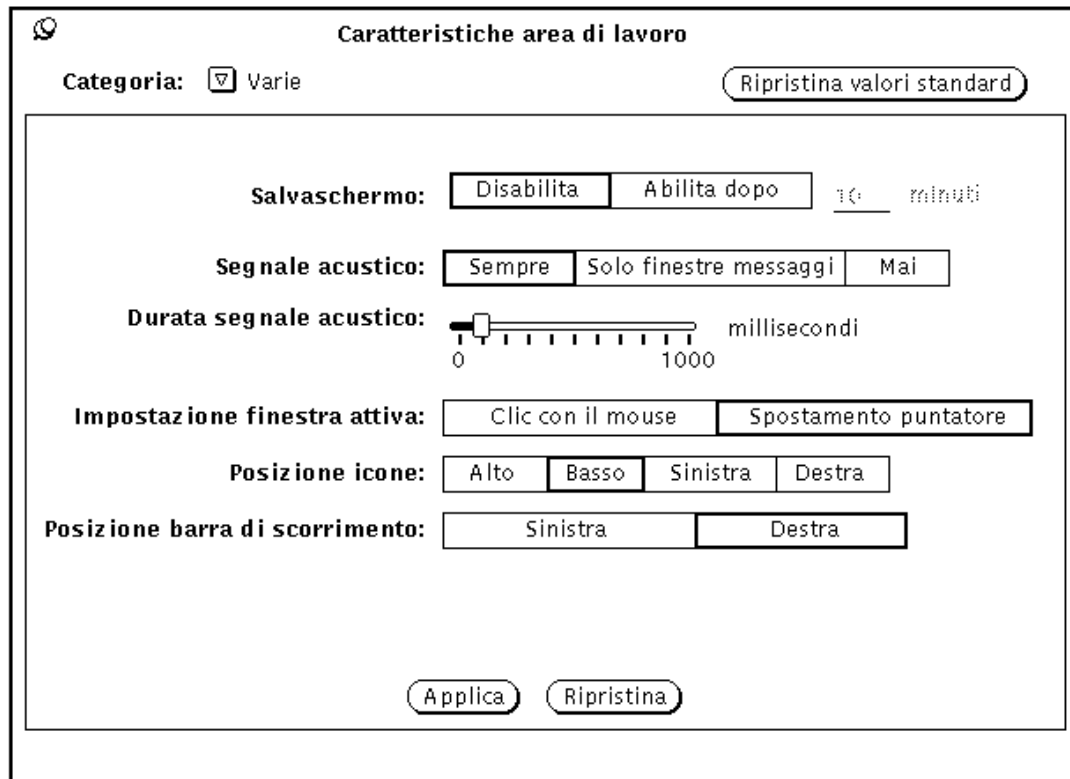 Caratteristiche area di lavoro
Categoria: Varie Ripristina valori standard
Salvaschermo: Disabilita Abilita dopo 10 minuti
Segnale acustico: Sempre Solo finestre messaggi Mai
Durata segnale acustico: millisecondi
0 1000
Impostazione finestra attiva: Clic con il mouse Spostamento puntatore
Posizione icone: Alto Basso Sinistra Destra
Posizione barra di scorrimento: Sinistra Destra
Applica Ripristina